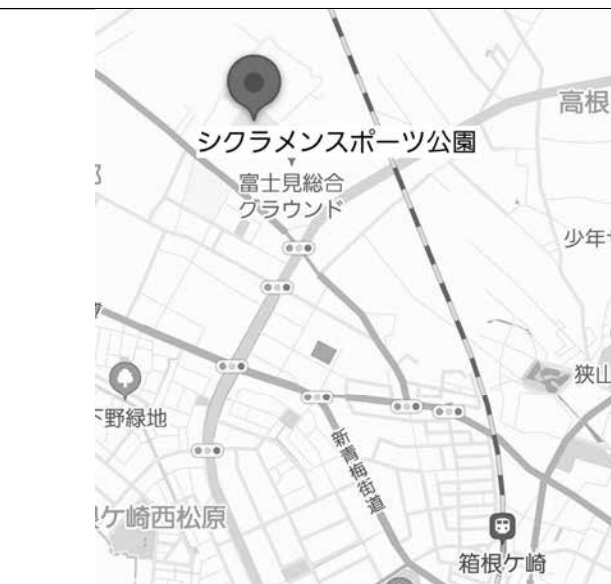 高根
シクラメンスポーツ公園
富士見総合
グラウンド
少年
狭山
下野緑地
新青梅街道
ケ崎西松原
箱根ケ崎